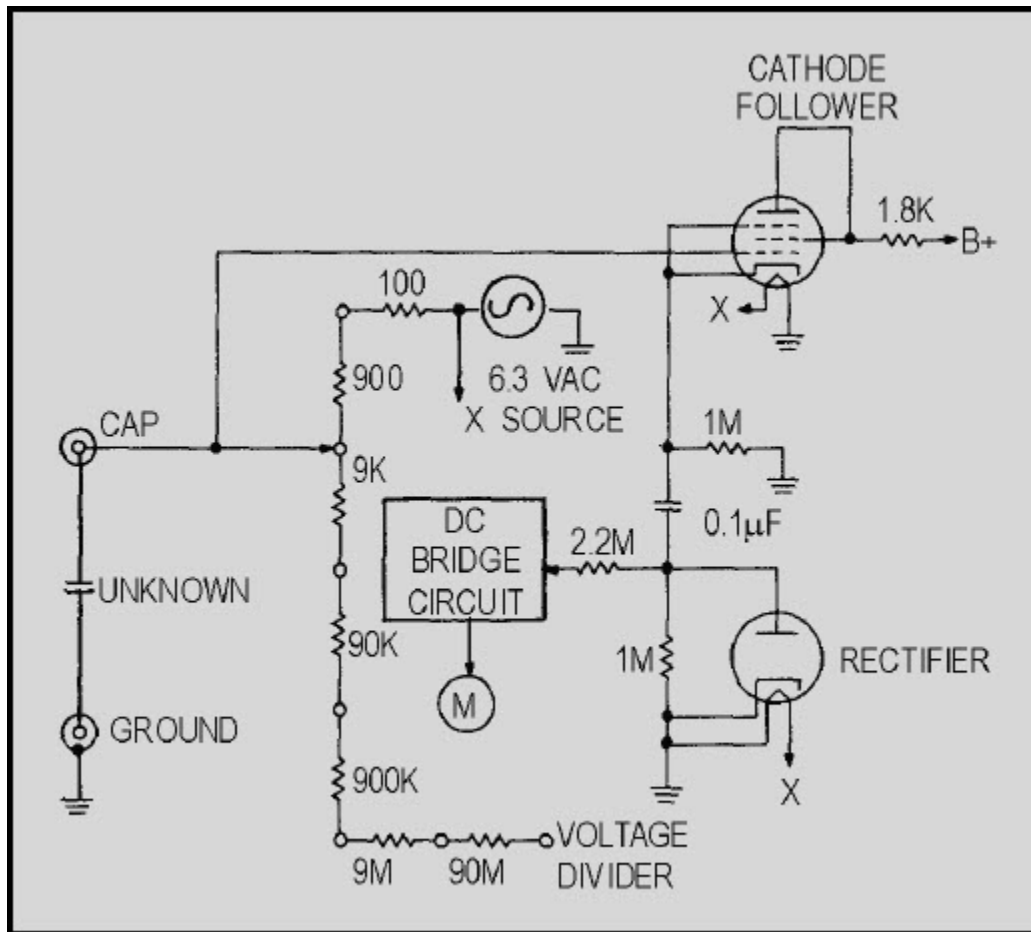 CATHODE
FOLLOWER
1.8K
B+
X
100
6.3 VAC
X SOURCE
900
CAP
9K
1M
0.1µF
DC
BRIDGE
CIRCUIT
2.2M
UNKNOWN
90K
1M
RECTIFIER
M
GROUND
900K
X
9M
90M
VOLTAGE
DIVIDER